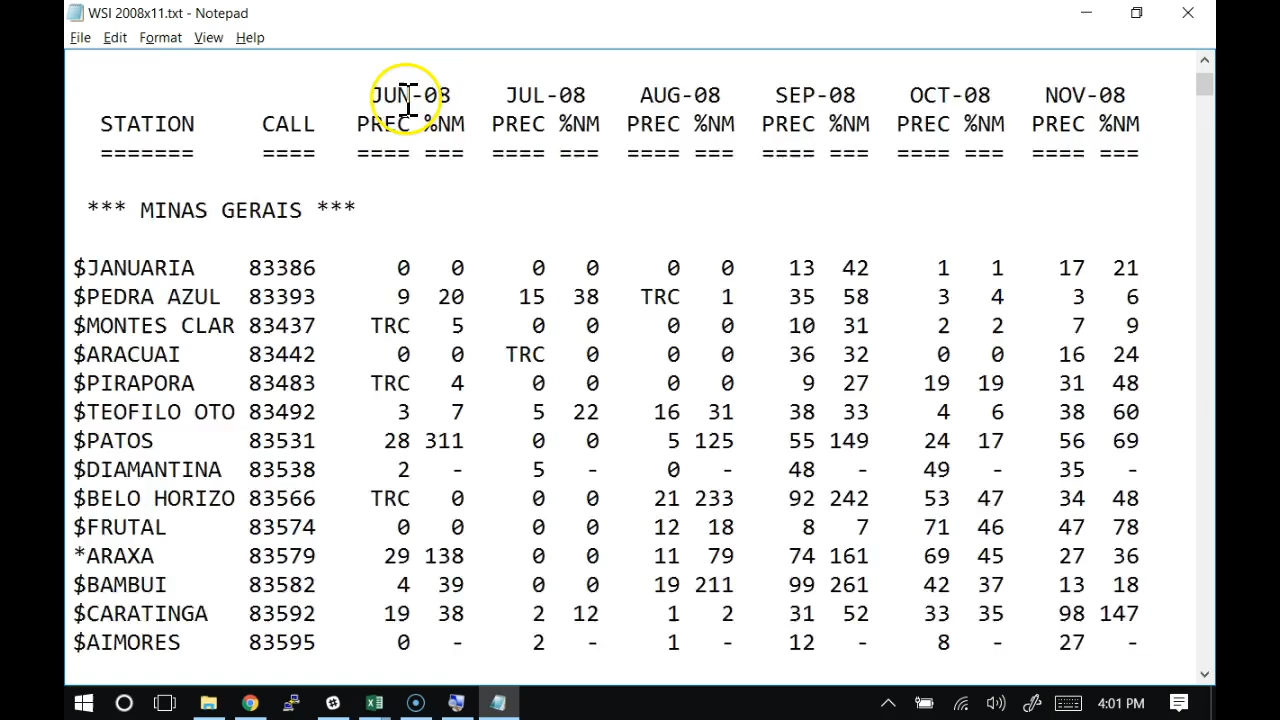 WSI 2008x11.txt - Notepad
File Edit Format View Help
JUN-08 JUL-08 AUG-08 SEP-08 OCT-08 NOV-08
STATION CALL PREC %NM PREC %NM PREC %NM PREC %NM PREC %NM PREC %NM
======= ==== ==== === ==== === ==== === ==== === ==== === ==== ===
*** MINAS GERAIS ***
$JANUARIA 83386 0 0 0 0 0 0 13 42 1 1 17 21
$PEDRA AZUL 83393 9 20 15 38 TRC 1 35 58 3 4 3 6
$MONTES CLAR 83437 TRC 5 0 0 0 0 10 31 2 2 7 9
$ARACUAI 83442 0 0 TRC 0 0 0 36 32 0 0 16 24
$PIRAPORA 83483 TRC 4 0 0 0 0 9 27 19 19 31 48
$TEOFILO OTO 83492 3 7 5 22 16 31 38 33 4 6 38 60
$PATOS 83531 28 311 0 0 5 125 55 149 24 17 56 69
$DIAMANTINA 83538 2 - 5 - 0 - 48 - 49 - 35 -
$BELO HORIZO 83566 TRC 0 0 0 21 233 92 242 53 47 34 48
$FRUTAL 83574 0 0 0 0 12 18 8 7 71 46 47 78
*ARAXA 83579 29 138 0 0 11 79 74 161 69 45 27 36
$BAMBUI 83582 4 39 0 0 19 211 99 261 42 37 13 18
$CARATINGA 83592 19 38 2 12 1 2 31 52 33 35 98 147
$AIMORES 83595 0 - 2 - 1 - 12 - 8 - 27 -
4:01 PM